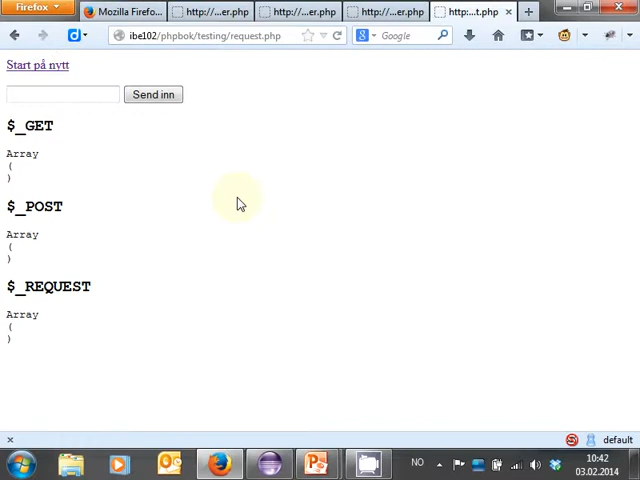 Firefox
Mozilla Firefo...
http://...er.php
http://...er.php
http://...er.php
http:...t.php
ibe102/phpbok/testing/request.php
Google
Start på nytt
Send inn
$_GET
Array
(
)
$_POST
Array
(
)
$_REQUEST
Array
(
)
default
NO
10:42
03.02.2014